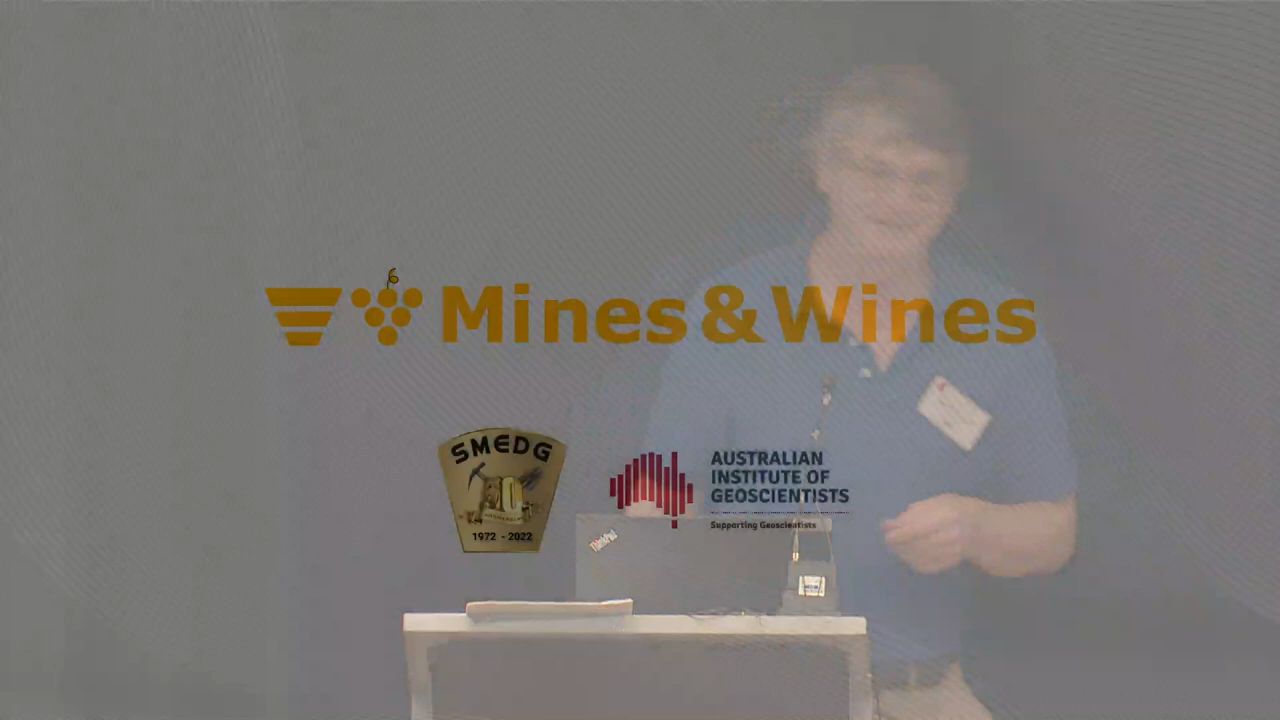 Mines & Wines
SMEDG
1972 - 2022
AUSTRALIAN
INSTITUTE OF
GEOSCIENTISTS
Supporting Geoscientists
ThinkPad